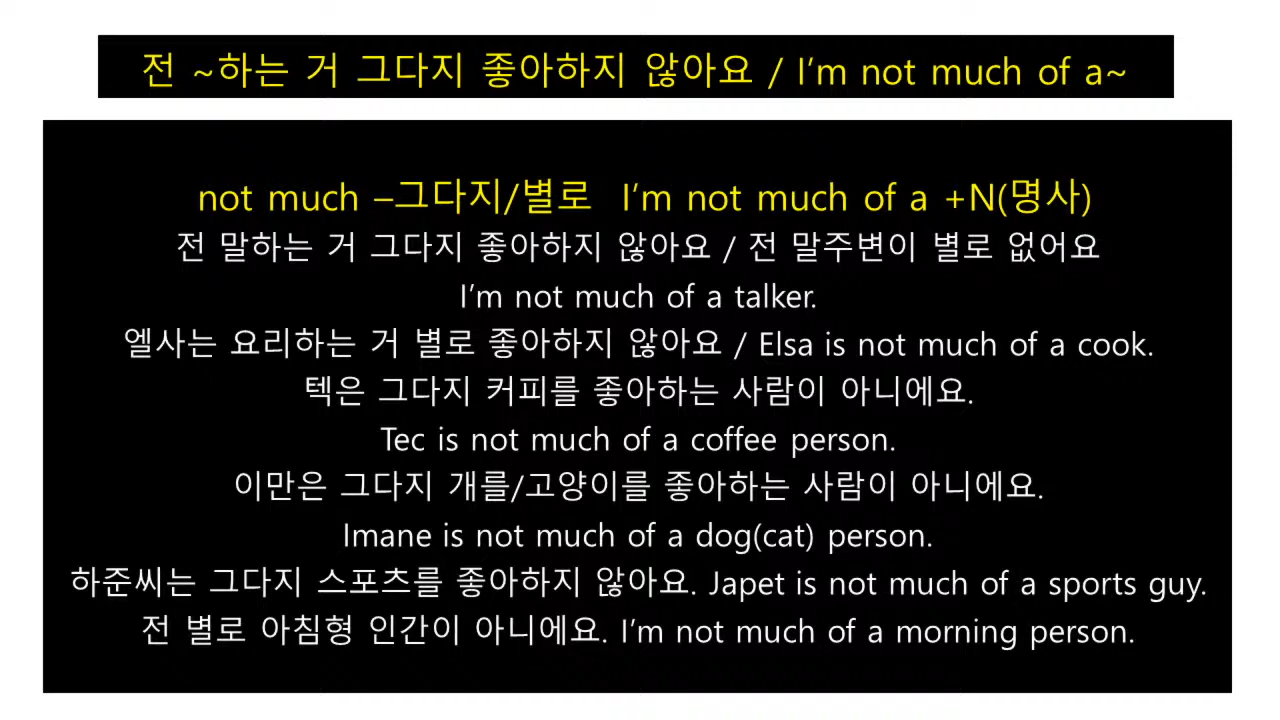 전 ~하는 거 그다지 좋아하지 않아요 / I’m not much of a~
not much –그다지/별로 I’m not much of a +N(명사)
전 말하는 거 그다지 좋아하지 않아요 / 전 말주변이 별로 없어요
I’m not much of a talker.
엘사는 요리하는 거 별로 좋아하지 않아요 / Elsa is not much of a cook.
텍은 그다지 커피를 좋아하는 사람이 아니에요.
Tec is not much of a coffee person.
이만은 그다지 개를/고양이를 좋아하는 사람이 아니에요.
Imane is not much of a dog(cat) person.
하준씨는 그다지 스포츠를 좋아하지 않아요. Japet is not much of a sports guy.
전 별로 아침형 인간이 아니에요. I’m not much of a morning person.